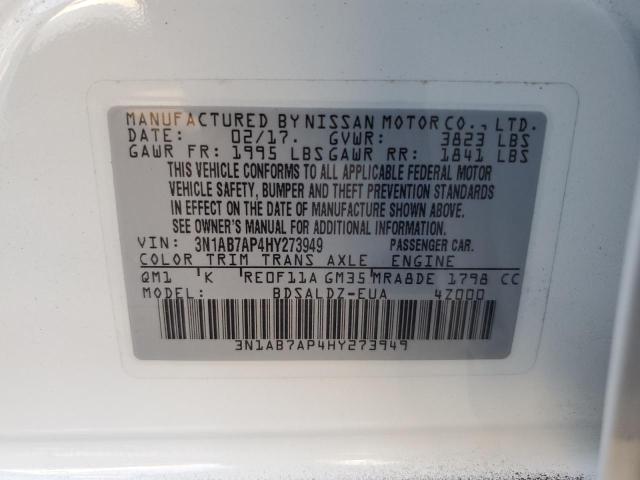 MANUFACTURED BY NISSAN MOTOR CO., LTD.
DATE: 02/17. GVWR: 3823 LBS
GAWR FR: 1995 LBS GAWR RR: 1841 LBS
THIS VEHICLE CONFORMS TO ALL APPLICABLE FEDERAL MOTOR
VEHICLE SAFETY, BUMPER AND THEFT PREVENTION STANDARDS
IN EFFECT ON THE DATE OF MANUFACTURE SHOWN ABOVE.
SEE OWNER'S MANUAL FOR ADDITIONAL INFORMATION.
VIN: 3N1AB7AP4HY273949 PASSENGER CAR.
COLOR TRIM TRANS AXLE ENGINE
QM1 K RE0F11A GM35 MRA8DE 1798 CC
MODEL: BDSALDZ-EUA 4Z000
3N1AB7AP4HY273949